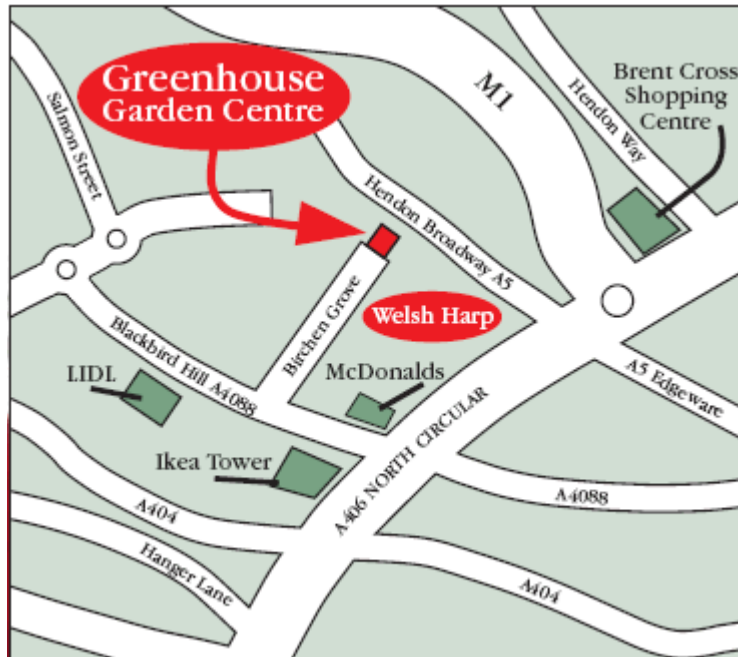 Greenhouse
Garden Centre
Salmon Street
M1
Hendon Way
Brent Cross
Shopping
Centre
Hendon Broadway A5
Birchen Grove
Welsh Harp
Blackbird Hill A4088
LIDL
McDonalds
A5 Edgeware
Ikea Tower
A406 NORTH CIRCULAR
A4088
A404
Hanger Lane
A404